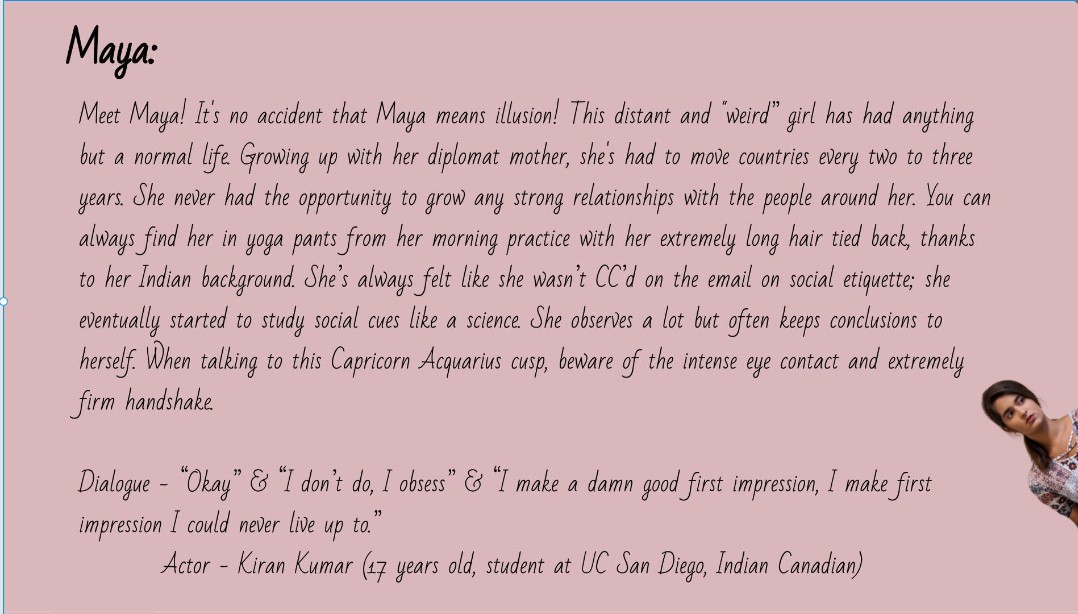 Maya:
Meet Maya! It's no accident that Maya means illusion! This distant and "weird" girl has had anything
but a normal life. Growing up with her diplomat mother, she's had to move countries every two to three
years. She never had the opportunity to grow any strong relationships with the people around her. You can
always find her in yoga pants from her morning practice with her extremely long hair tied back, thanks
to her Indian background. She's always felt like she wasn't CC'd on the email on social etiquette; she
eventually started to study social cues like a science. She observes a lot but often keeps conclusions to
herself. When talking to this Capricorn Acquarius cusp, beware of the intense eye contact and extremely
firm handshake.
Dialogue - "Okay" & "I don't do, I obsess" & "I make a damn good first impression, I make first
impression I could never live up to."
Actor - Kiran Kumar (17 years old, student at UC San Diego, Indian Canadian)